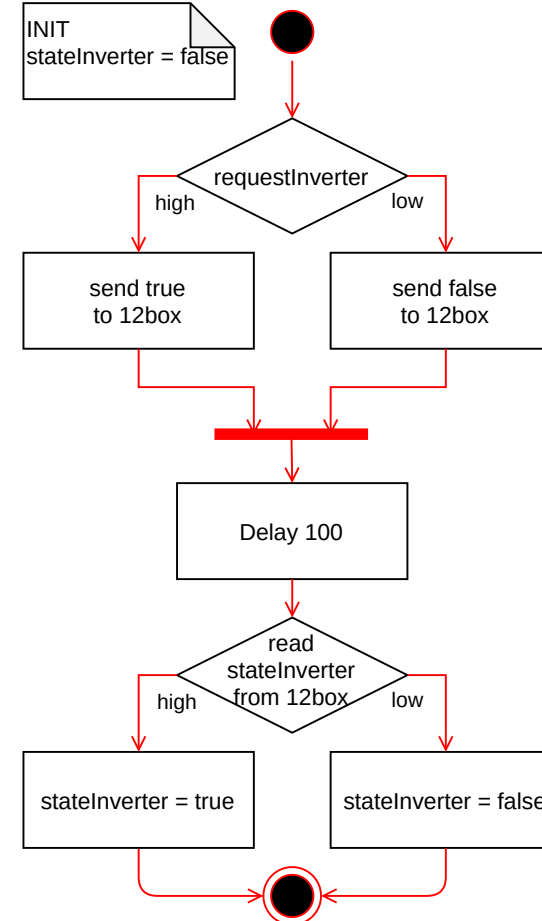 INIT
stateInverter = false
requestInverter
high
low
send true
to 12box
send false
to 12box
Delay 100
read
stateInverter
from 12box
high
low
stateInverter = true
stateInverter = false